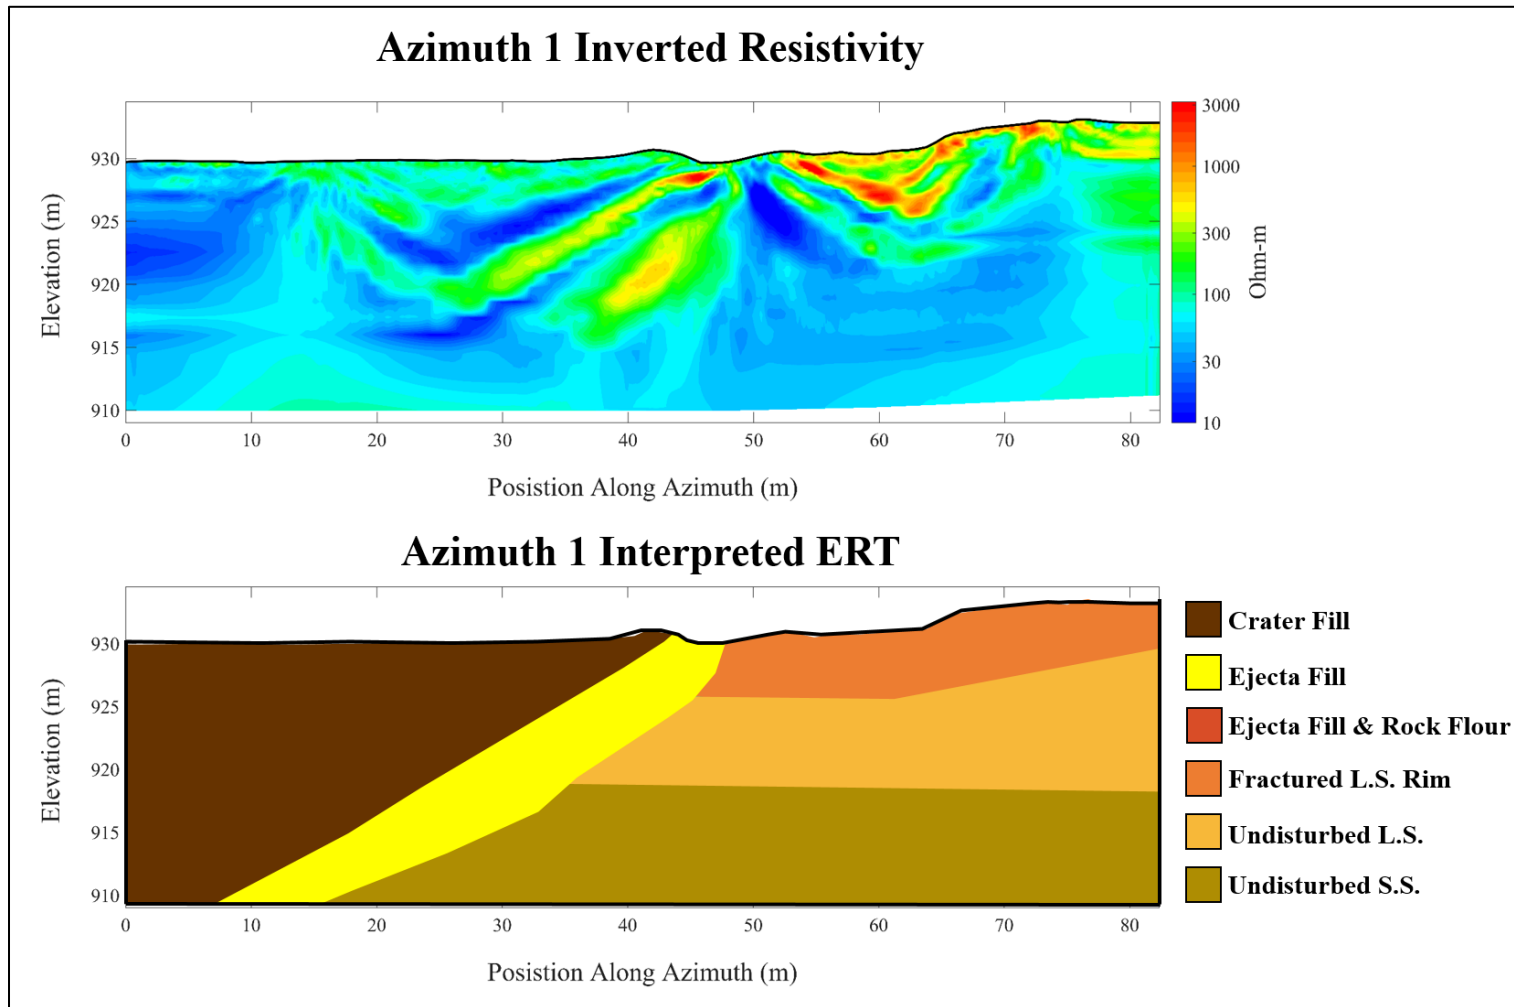 Azimuth 1 Inverted Resistivity
3000
930
1000
925
300
920
100
915
30
910
10
Elevation (m)
Ohm-m
0 10 20 30 40 50 60 70 80
Posistion Along Azimuth (m)
Azimuth 1 Interpreted ERT
930
925
920
915
910
Elevation (m)
0 10 20 30 40 50 60 70 80
Posistion Along Azimuth (m)
Crater Fill
Ejecta Fill
Ejecta Fill & Rock Flour
Fractured L.S. Rim
Undisturbed L.S.
Undisturbed S.S.